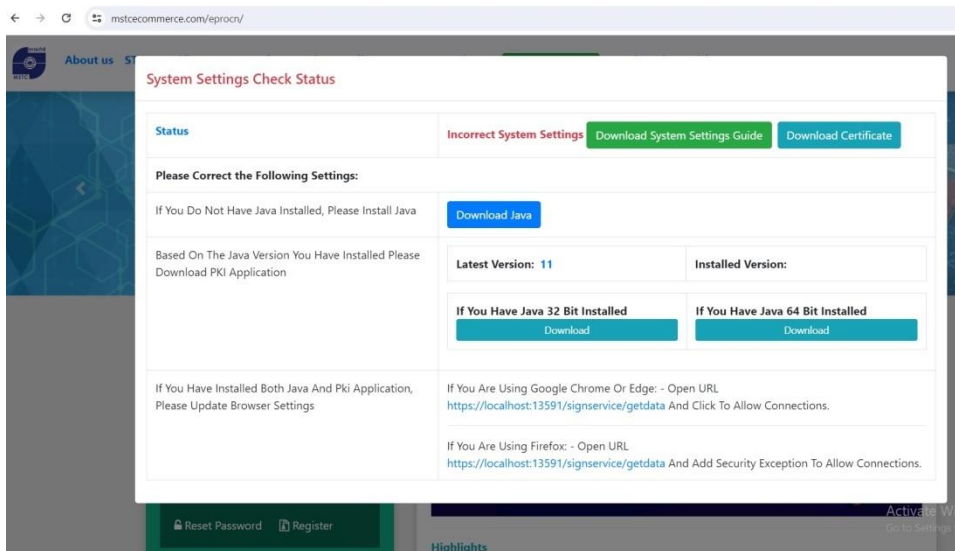 mstcecommerce.com/eprocn/
About us
System Settings Check Status
Status
Incorrect System Settings
Download System Settings Guide
Download Certificate
Please Correct the Following Settings:
If You Do Not Have Java Installed, Please Install Java
Download Java
Based On The Java Version You Have Installed Please
Download PKI Application
Latest Version: 11
Installed Version:
If You Have Java 32 Bit Installed
Download
If You Have Java 64 Bit Installed
Download
If You Have Installed Both Java And Pki Application,
Please Update Browser Settings
If You Are Using Google Chrome Or Edge: - Open URL
https://localhost:13591/signservice/getdata And Click To Allow Connections.
If You Are Using Firefox: - Open URL
https://localhost:13591/signservice/getdata And Add Security Exception To Allow Connections.
Reset Password
Register
Highlights
Activate W
Go to Settings